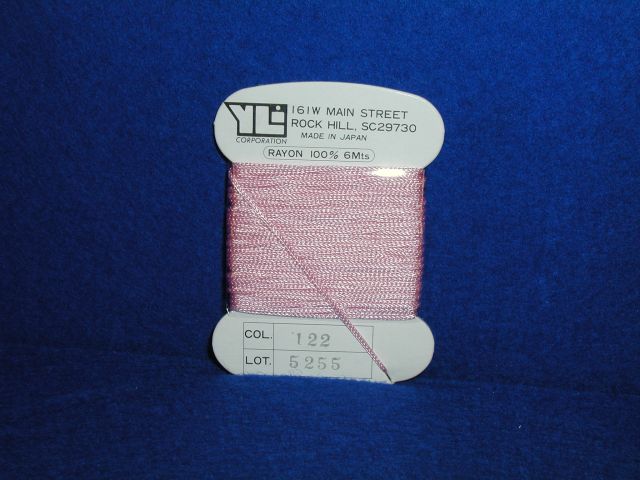 YLI
CORPORATION
161W MAIN STREET
ROCK HILL, SC29730
MADE IN JAPAN
RAYON 100% 6Mts
COL. 122
LOT. 5255